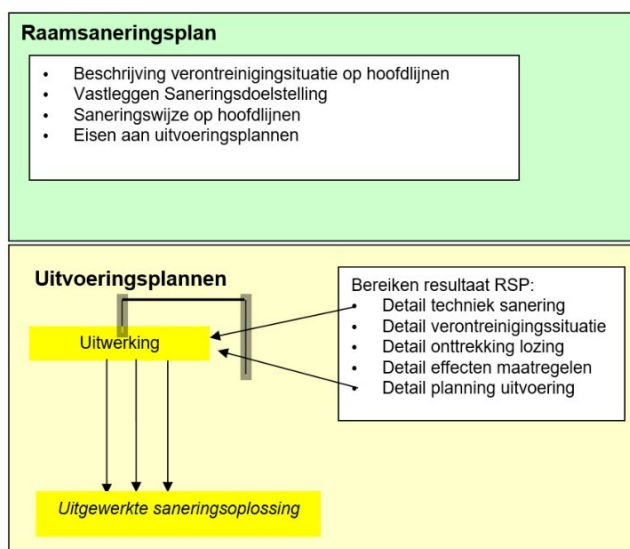 Raamsaneringsplan
• Beschrijving verontreinigingsituatie op hoofdlijnen
• Vastleggen Saneringsdoelstelling
• Saneringswijze op hoofdlijnen
• Eisen aan uitvoeringsplannen
Uitvoeringsplannen
Uitwerking
Bereiken resultaat RSP:
• Detail techniek sanering
• Detail verontreinigingssituatie
• Detail onttrekking lozing
• Detail effecten maatregelen
• Detail planning uitvoering
Uitgewerkte saneringsoplossing